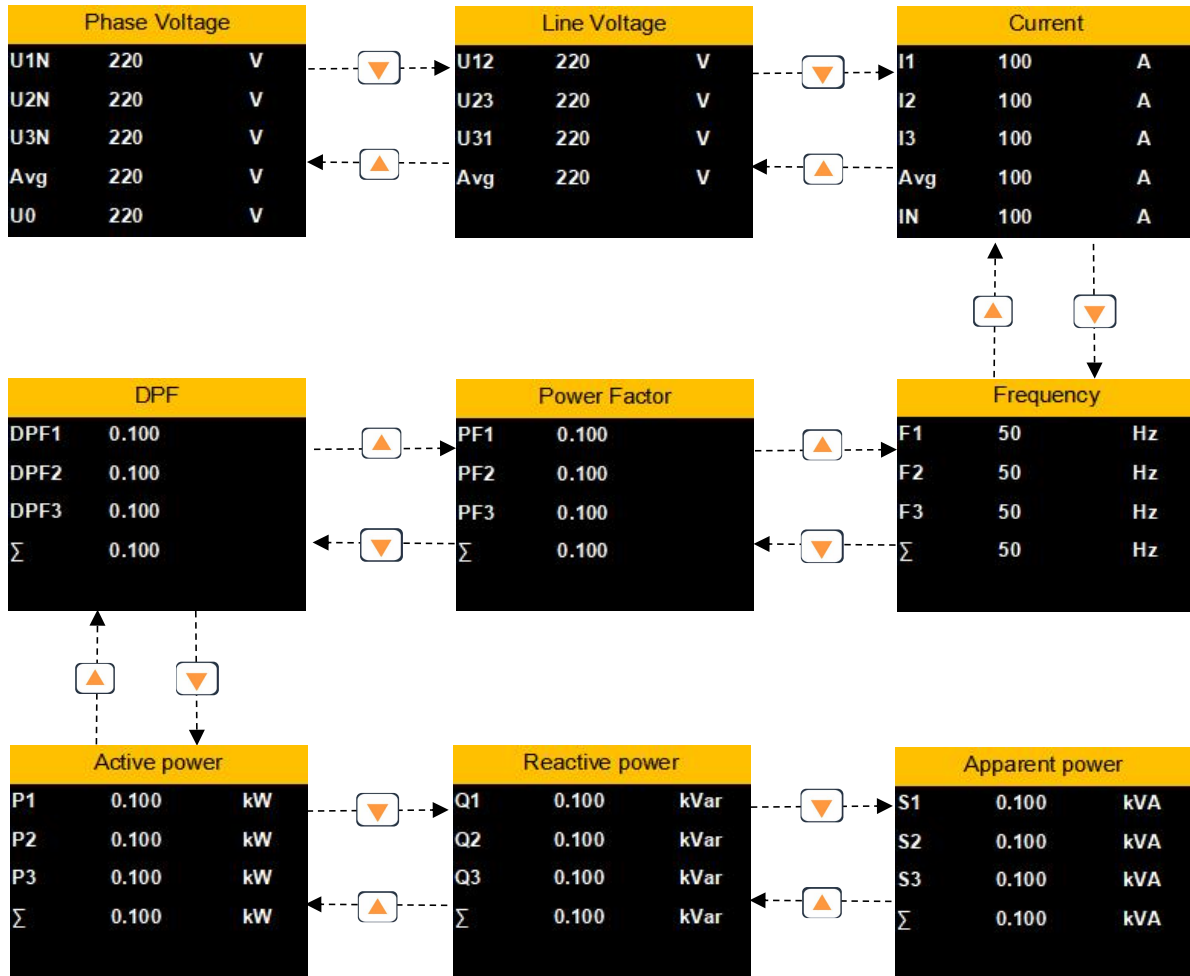 Phase Voltage
U1N 220 V
U2N 220 V
U3N 220 V
Avg 220 V
U0 220 V
Line Voltage
U12 220 V
U23 220 V
U31 220 V
Avg 220 V
Current
I1 100 A
I2 100 A
I3 100 A
Avg 100 A
IN 100 A
DPF
DPF1 0.100
DPF2 0.100
DPF3 0.100
∑ 0.100
Power Factor
PF1 0.100
PF2 0.100
PF3 0.100
∑ 0.100
Frequency
F1 50 Hz
F2 50 Hz
F3 50 Hz
∑ 50 Hz
Active power
P1 0.100 kW
P2 0.100 kW
P3 0.100 kW
∑ 0.100 kW
Reactive power
Q1 0.100 kVar
Q2 0.100 kVar
Q3 0.100 kVar
∑ 0.100 kVar
Apparent power
S1 0.100 kVA
S2 0.100 kVA
S3 0.100 kVA
∑ 0.100 kVA